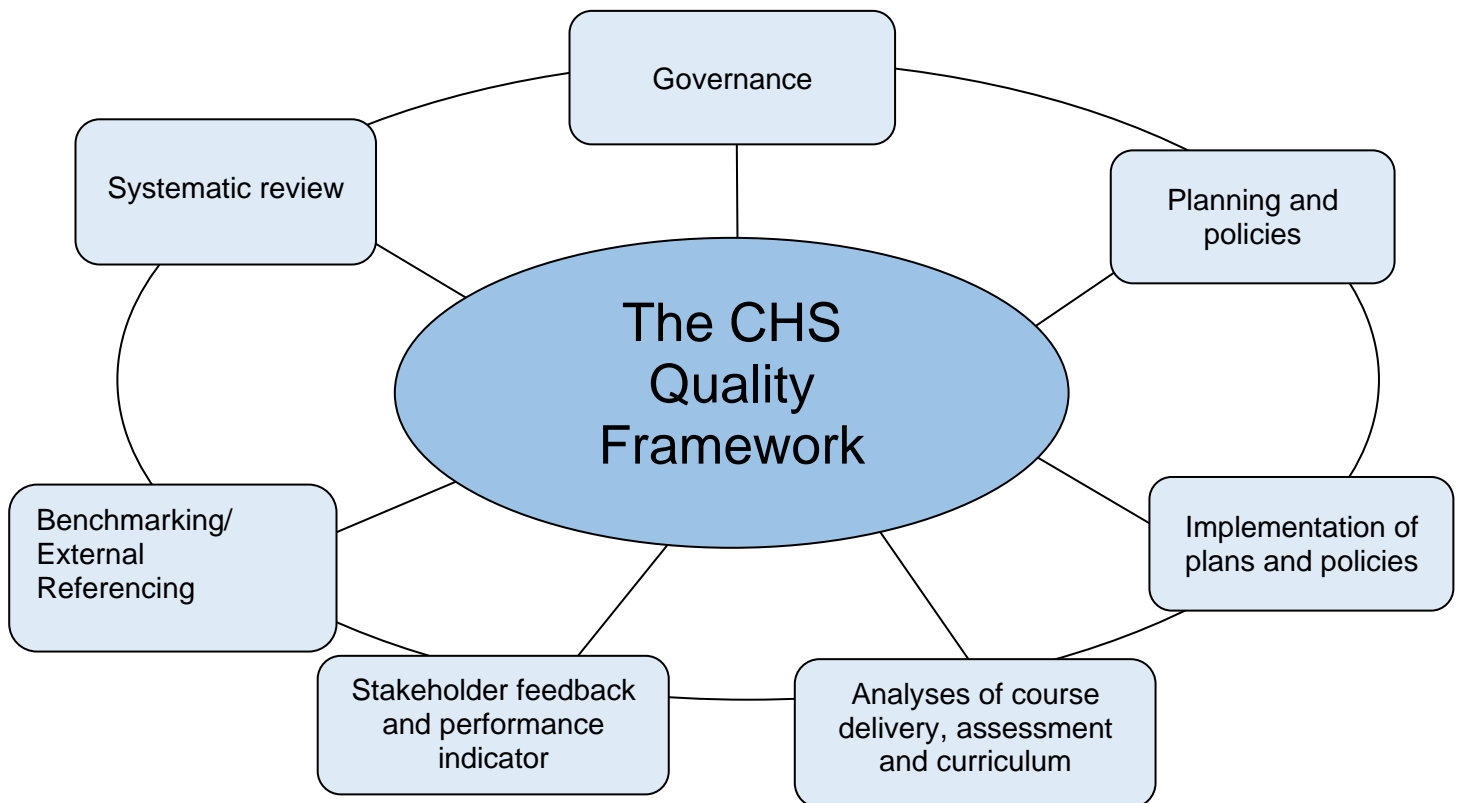 Governance
Systematic review
Planning and
policies
The CHS
Quality
Framework
Benchmarking/
External
Referencing
Implementation of
plans and policies
Stakeholder feedback
and performance
indicator
Analyses of course
delivery, assessment
and curriculum